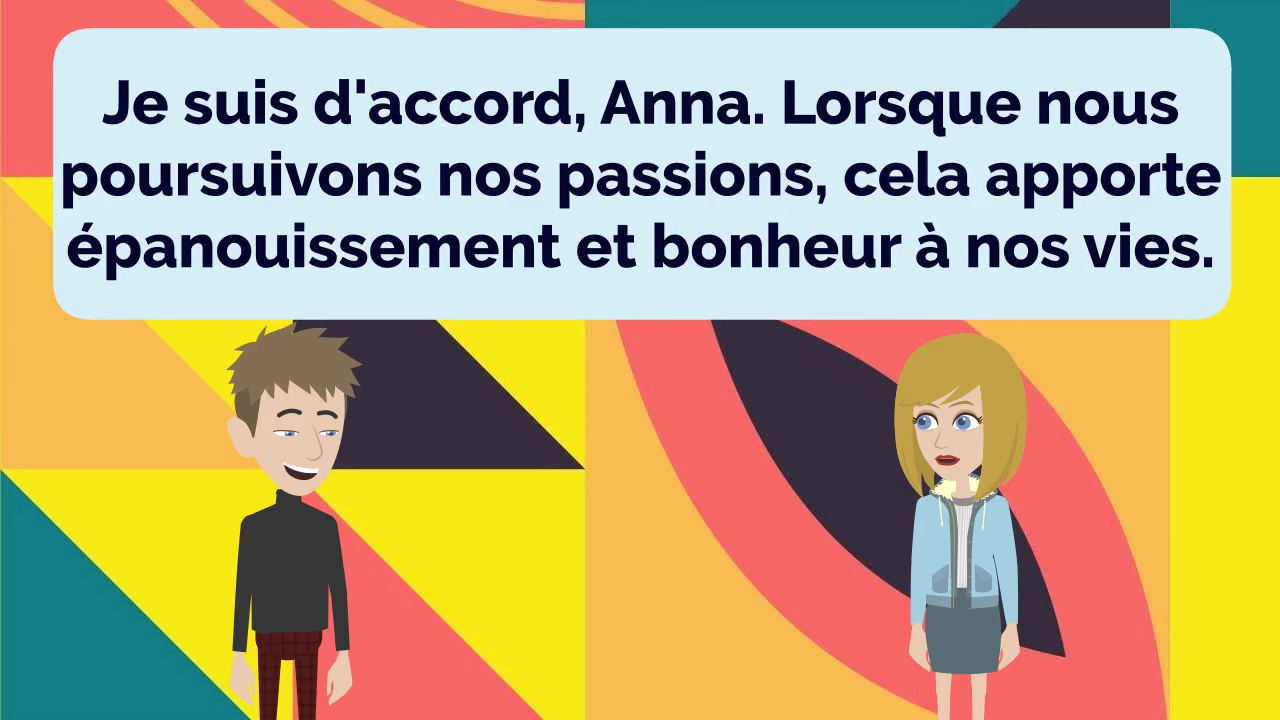 Je suis d'accord, Anna. Lorsque nous
poursuivons nos passions, cela apporte
épanouissement et bonheur à nos vies.